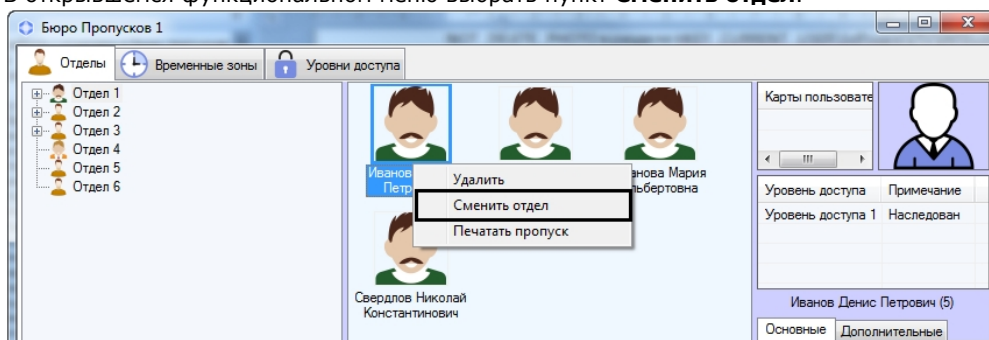 В открывшемся функциональном меню выбрать пункт Сменить отдел.
Бюро Пропусков 1
Отделы Временные зоны Уровни доступа
Отдел 1
Отдел 2
Отдел 3
Отдел 4
Отдел 5
Отдел 6
Иванов
Петр
анова Мария
льбертовна
Удалить
Сменить отдел
Печатать пропуск
Свердлов Николай
Константинович
Карты пользовате
Уровень доступа Примечание
Уровень доступа 1 Наследован
Иванов Денис Петрович (5)
Основные Дополнительные